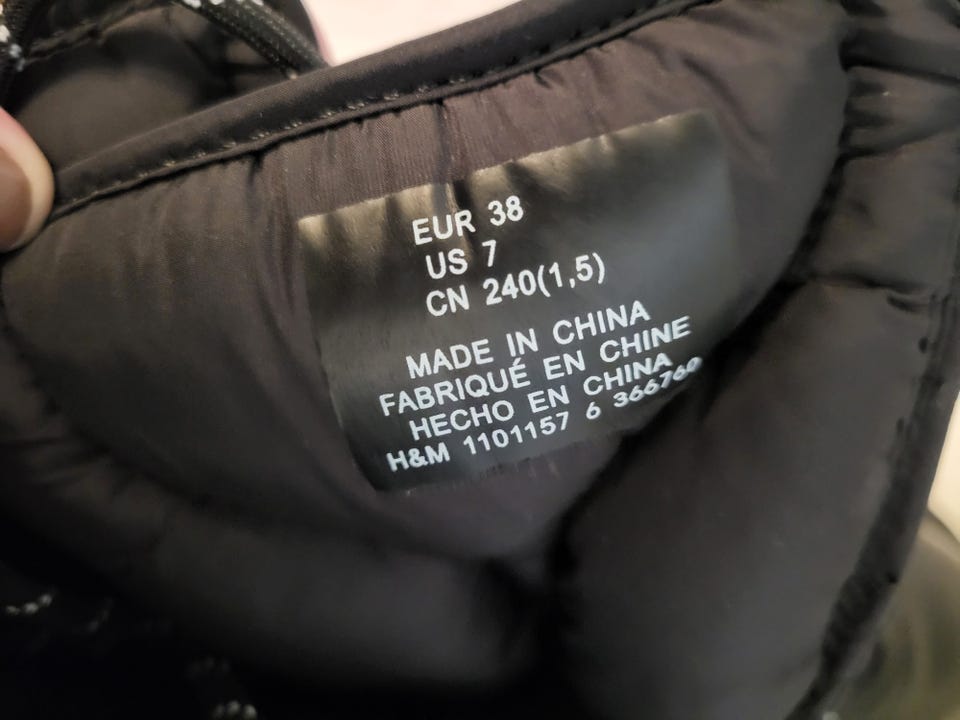 EUR 38
US 7
CN 240(1,5)
MADE IN CHINA
FABRIQUÉ EN CHINE
HECHO EN CHINA
H&M 1101157 6 366760